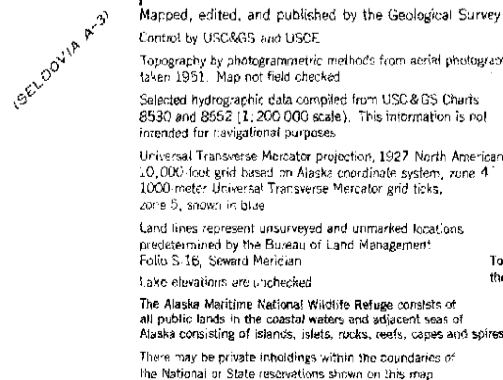 (SELDOVIA A-3)
Mapped, edited, and published by the Geological Survey
Control by USC&GS and USCE
Topography by photogrammetric methods from aerial
taken 1951. Map not field checked
Selected hydrographic data compiled from USC&GS Charts
8530 and 8552 (1:200 000 scale). This information is not
intended for navigational purposes
Universal Transverse Mercator projection, 1927 North American
10,000-foot grid based on Alaska coordinate system, zone 4
1000-meter Universal Transverse Mercator grid ticks,
zone 5, shown in blue
Land lines represent unsurveyed and unmarked locations
predetermined by the Bureau of Land Management
Folio S-16, Seward Meridian
To
the
Lake elevations are unchecked
The Alaska Maritime National Wildlife Refuge consists of
all public lands in the coastal waters and adjacent seas of
Alaska consisting of islands, islets, rocks, reefs, capes and spires
There may be private inholdings within the boundaries of
the National or State reservations shown on this map